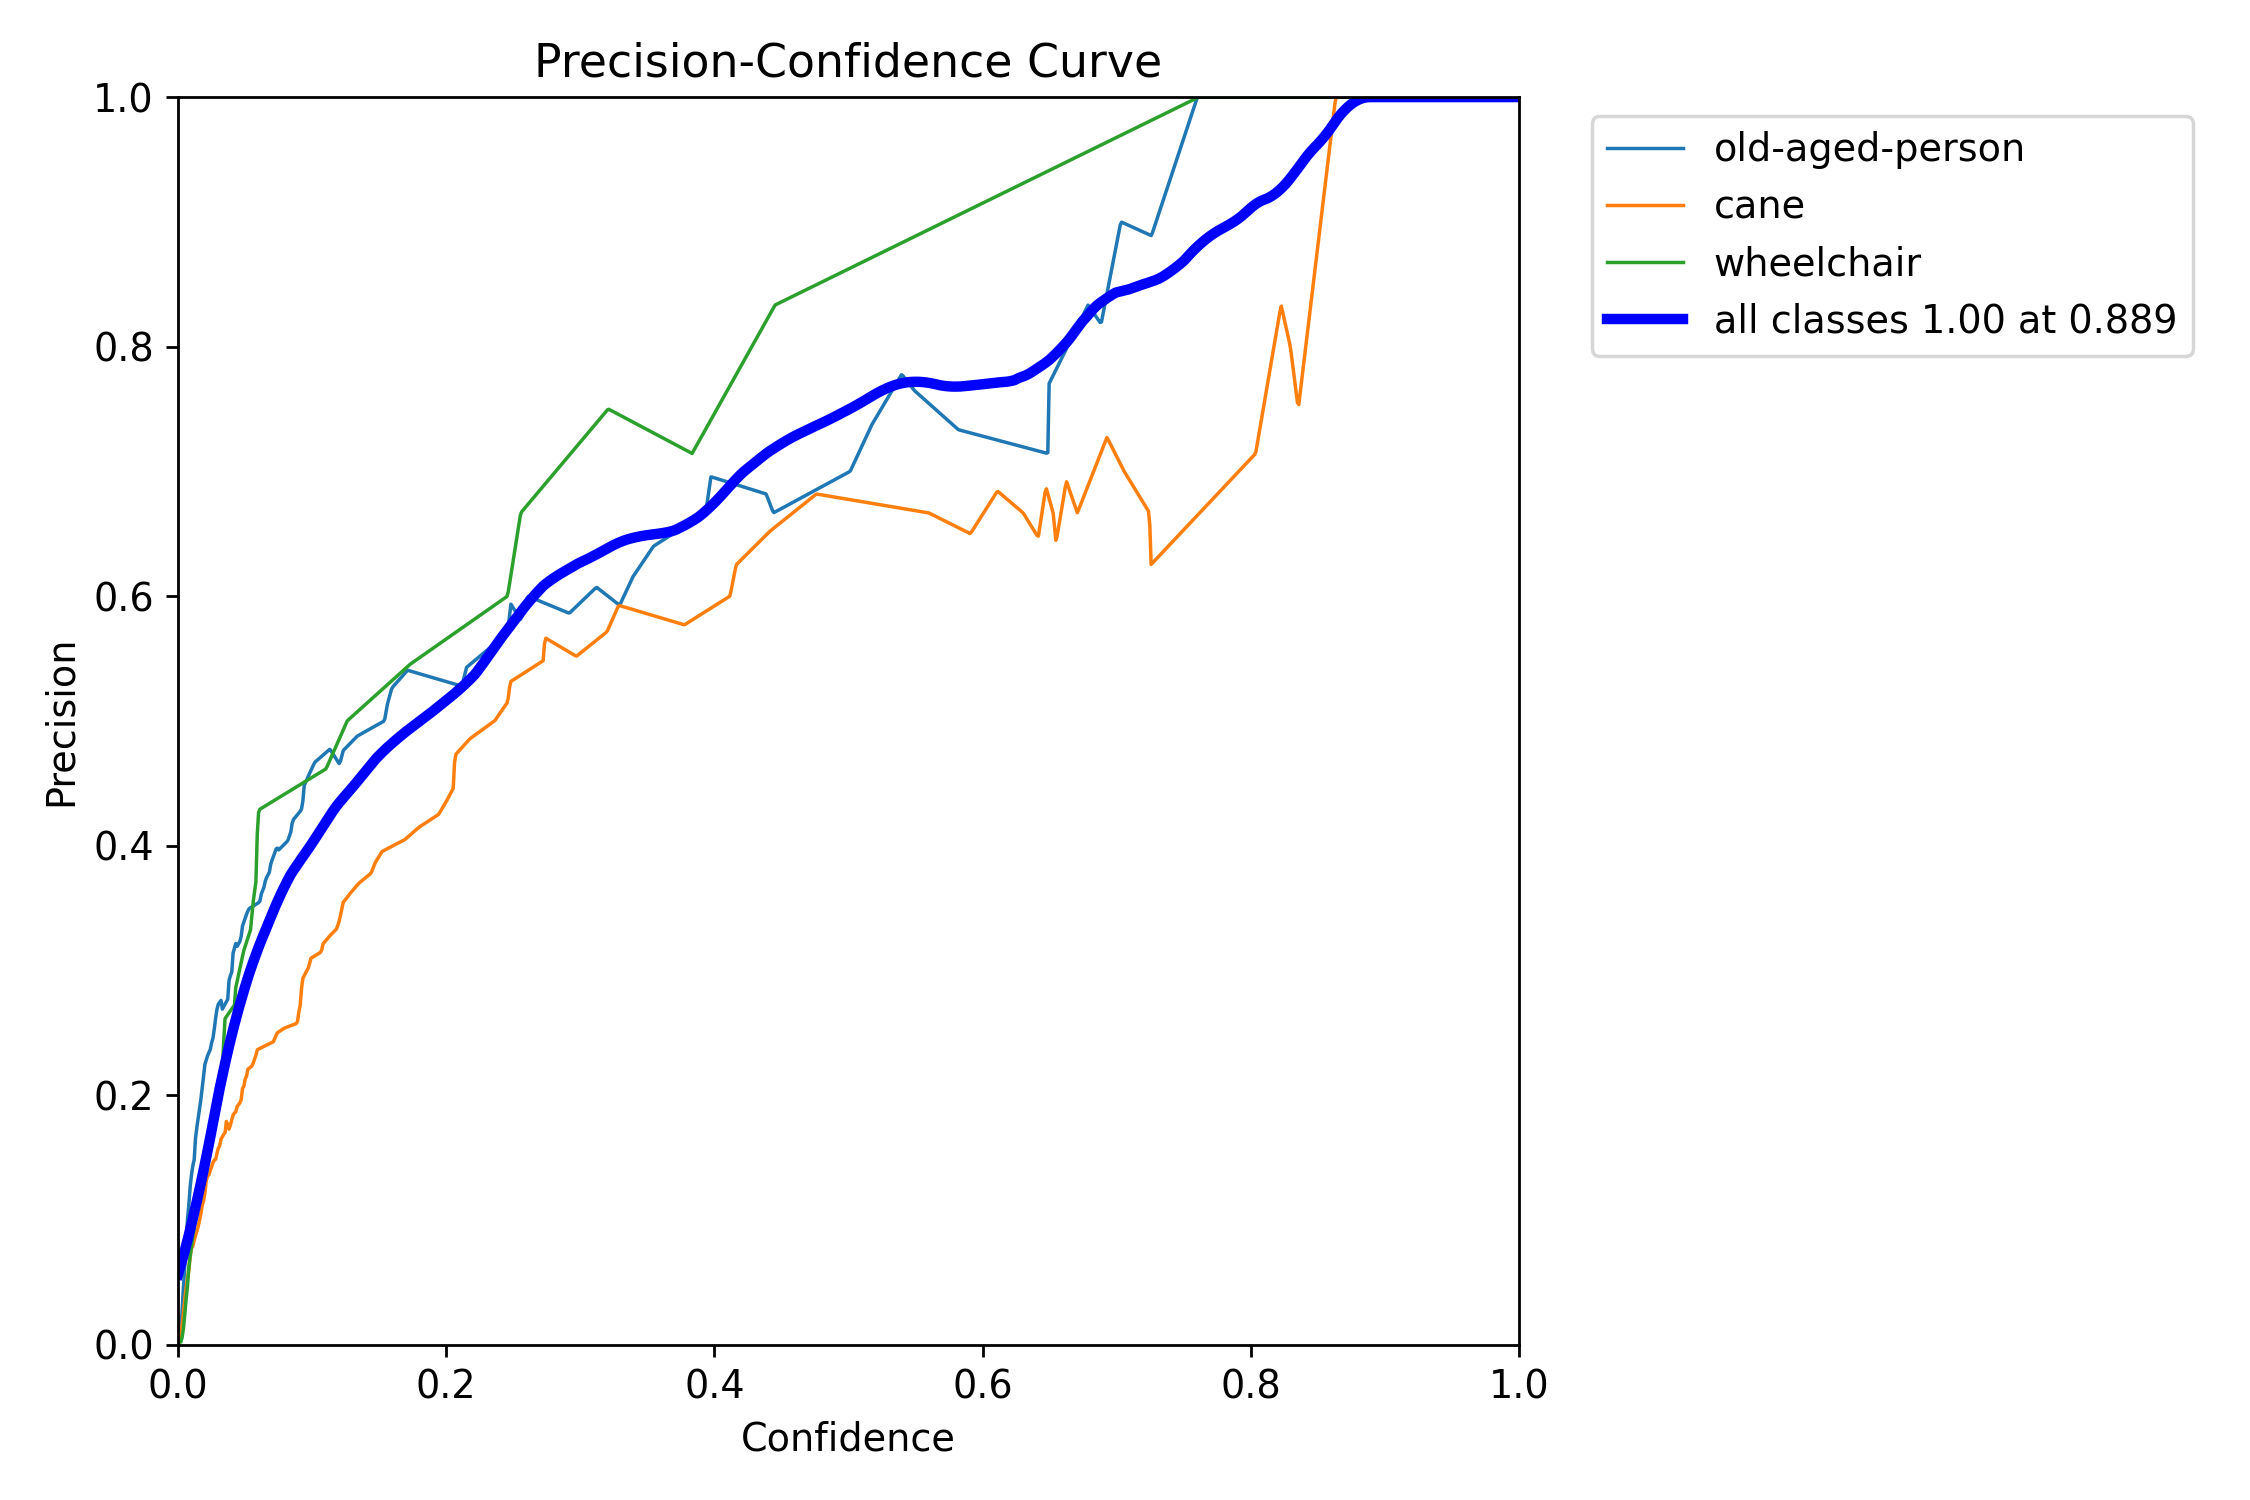 Precision-Confidence Curve
1.0
0.8
0.6
0.4
0.2
0.0
Precision
0.0 0.2 0.4 0.6 0.8 1.0
Confidence
old-aged-person
cane
wheelchair
all classes 1.00 at 0.889